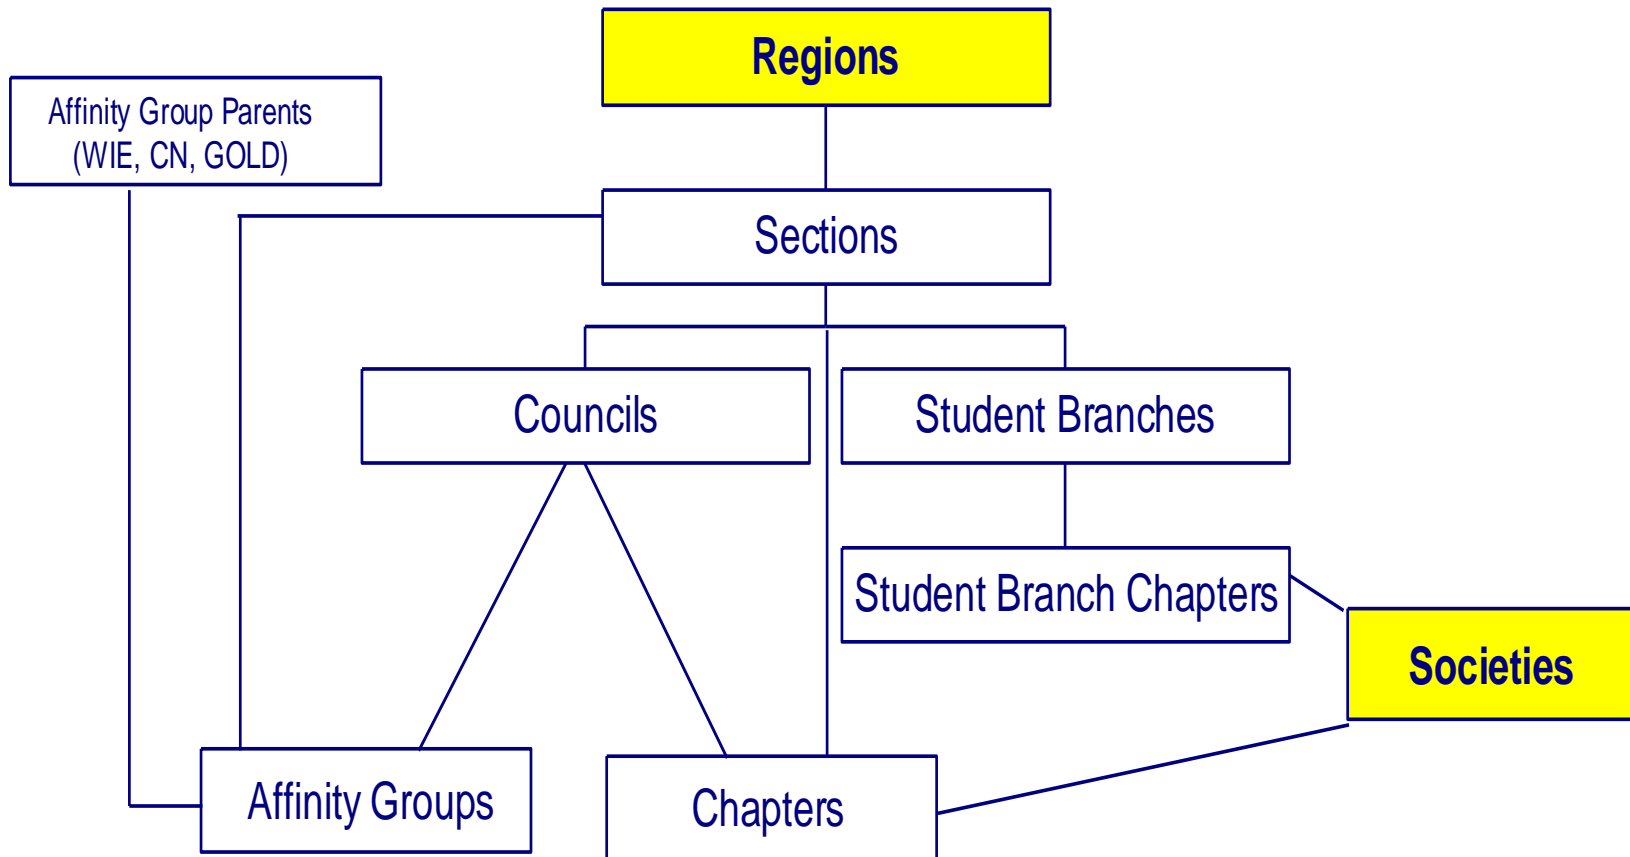 Regions
Affinity Group Parents
(WIE, CN, GOLD)
Sections
Councils
Student Branches
Student Branch Chapters
Societies
Affinity Groups
Chapters